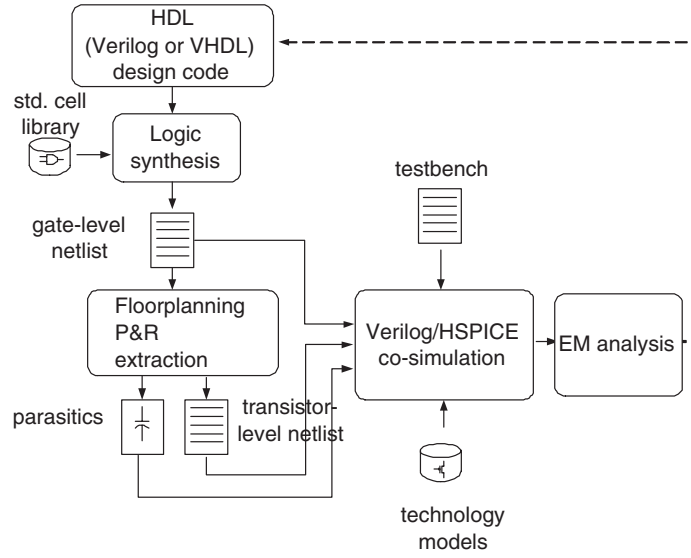 HDL
(Verilog or VHDL)
design code
std. cell
library
Logic
synthesis
testbench
gate-level
netlist
Floorplanning
P&R
extraction
Verilog/HSPICE
co-simulation
EM analysis
parasitics
transistor-
level netlist
technology
models